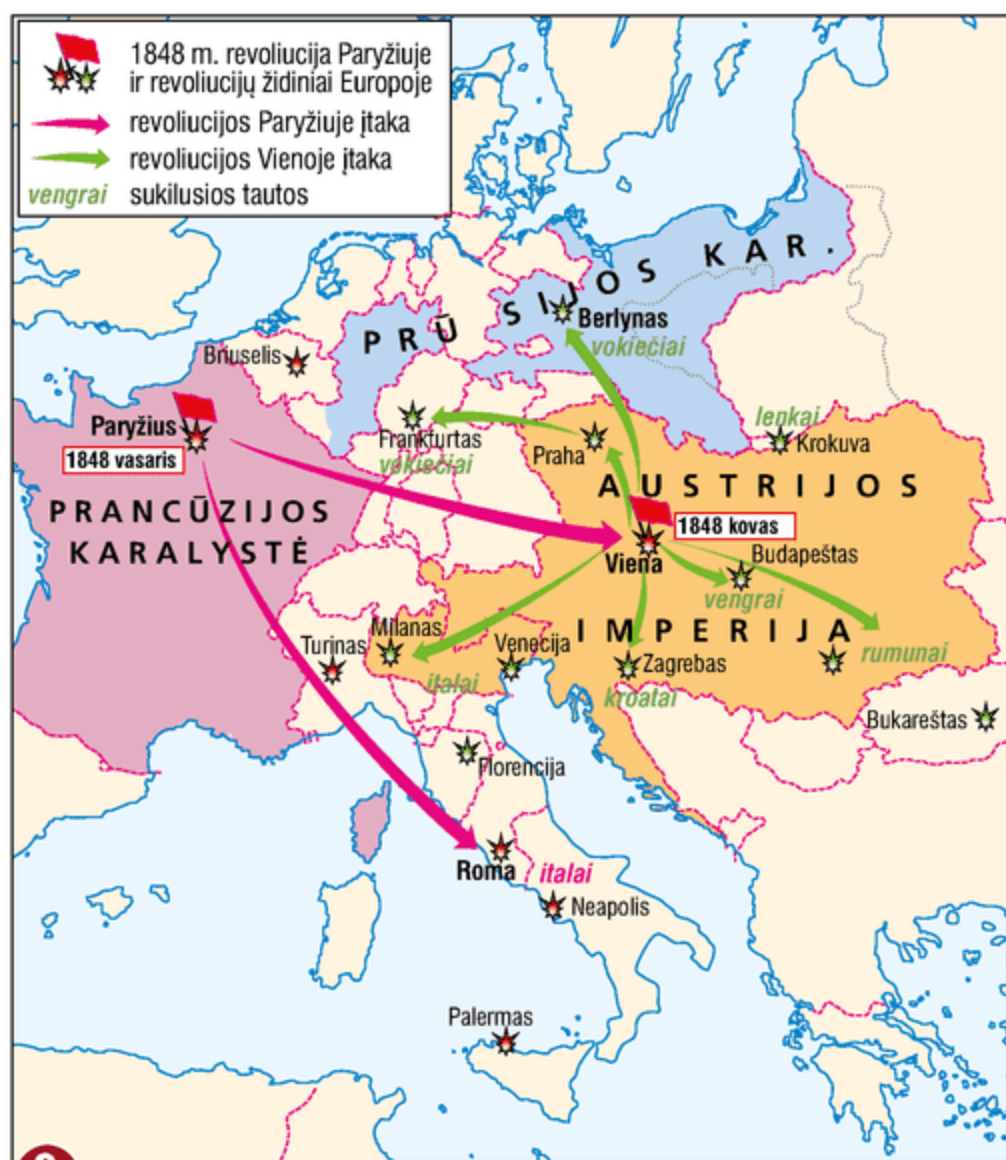 1848 m. revoliucija Paryžiuje
ir revoliucijų židiniai Europoje
revoliucijos Paryžiuje įtaka
revoliucijos Vienoje įtaka
vengrai sukilusios tautos
PRŪSIJOS KAR.
Berlynas
vokiečiai
Briuselis
Paryžius
1848 vasaris
PRANCŪZIJOS
KARALYSTĖ
Frankfurtas
vokiečiai
Praha
lenkai
Krokuva
AUSTRIJOS
1848 kovas
Viena
Budapeštas
vengrai
IMPERIJA
Turinas
Milanas
Venecija
italai
Zagrebas
kroatai
rumunai
Bukareštas
Florencija
Roma
italai
Neapolis
Palermas